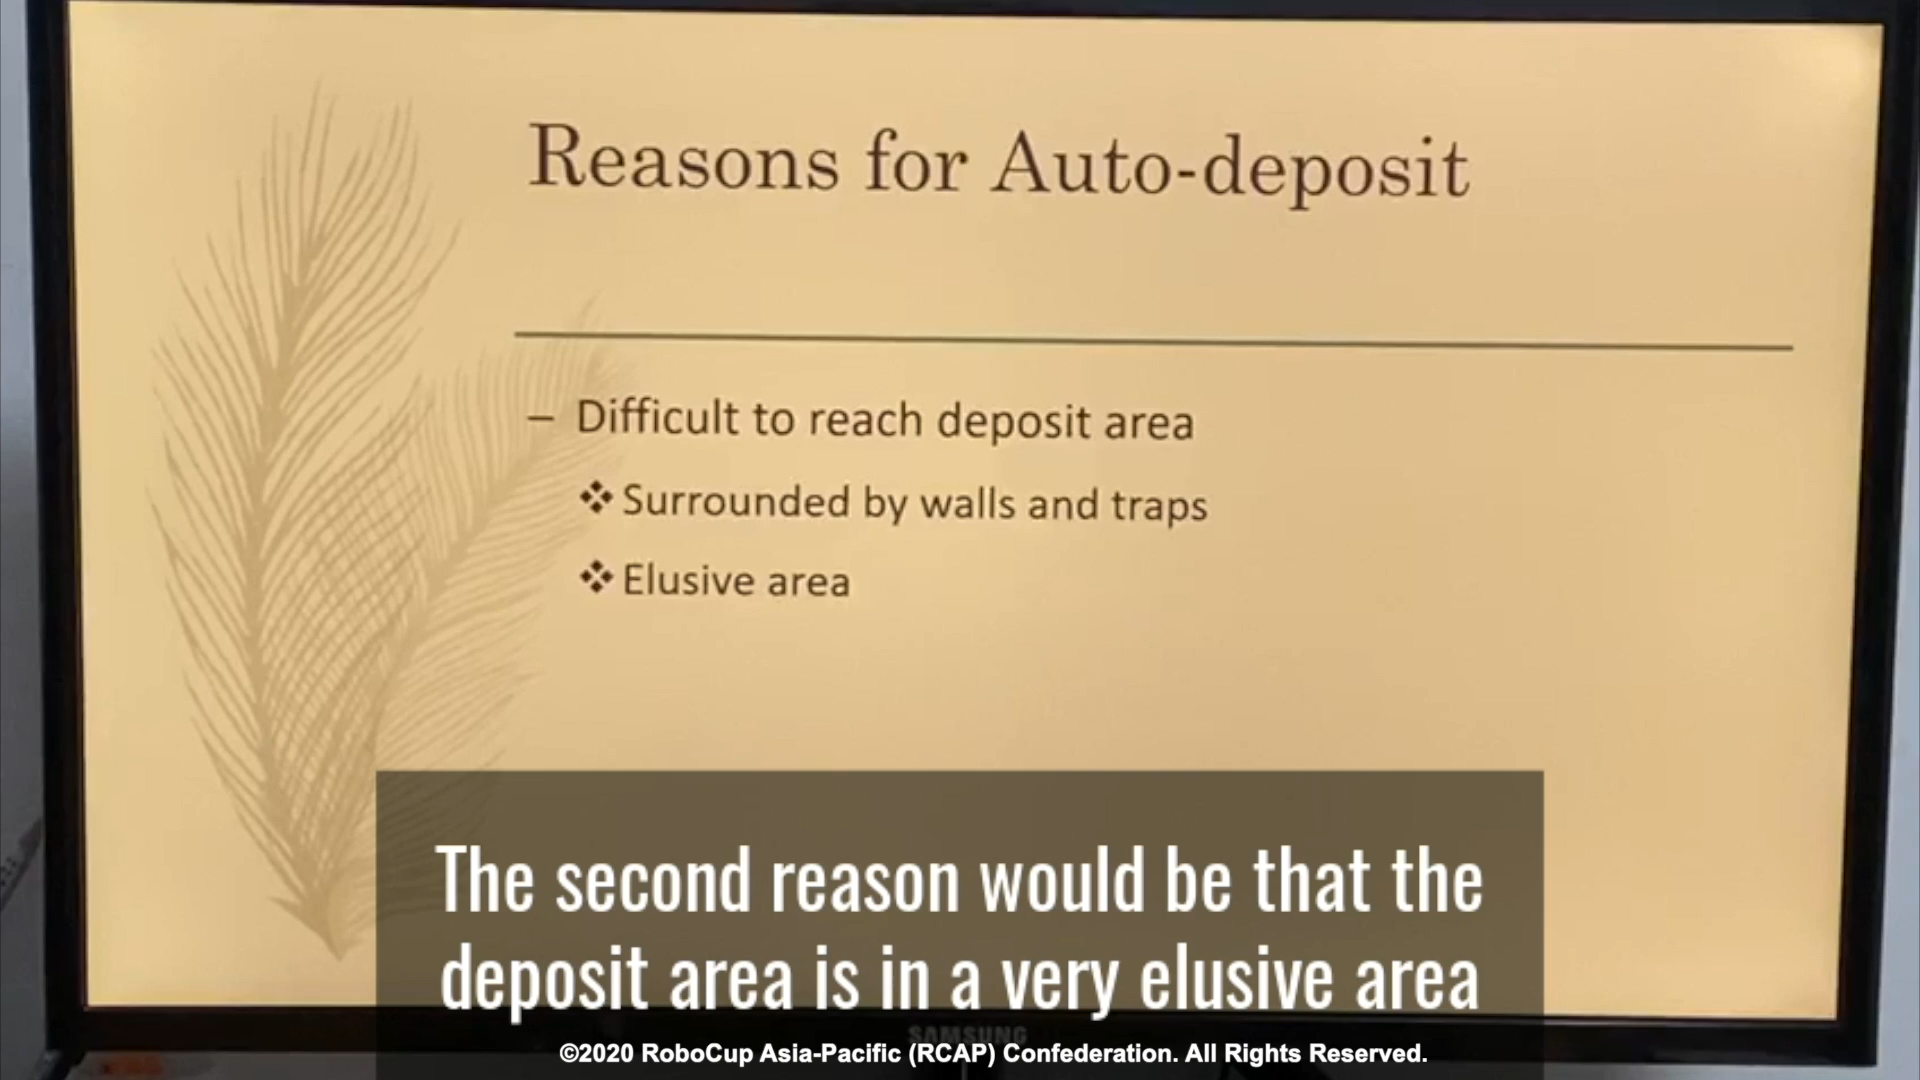 Reasons for Auto-deposit
– Difficult to reach deposit area
❖ Surrounded by walls and traps
❖ Elusive area
The second reason would be that the
deposit area is in a very elusive area
SAMSUNG
©2020 RoboCup Asia-Pacific (RCAP) Confederation. All Rights Reserved.